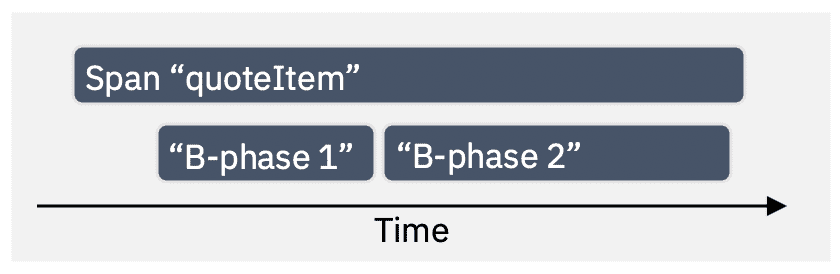 Span “quoteItem”
“B-phase 1” “B-phase 2”
Time